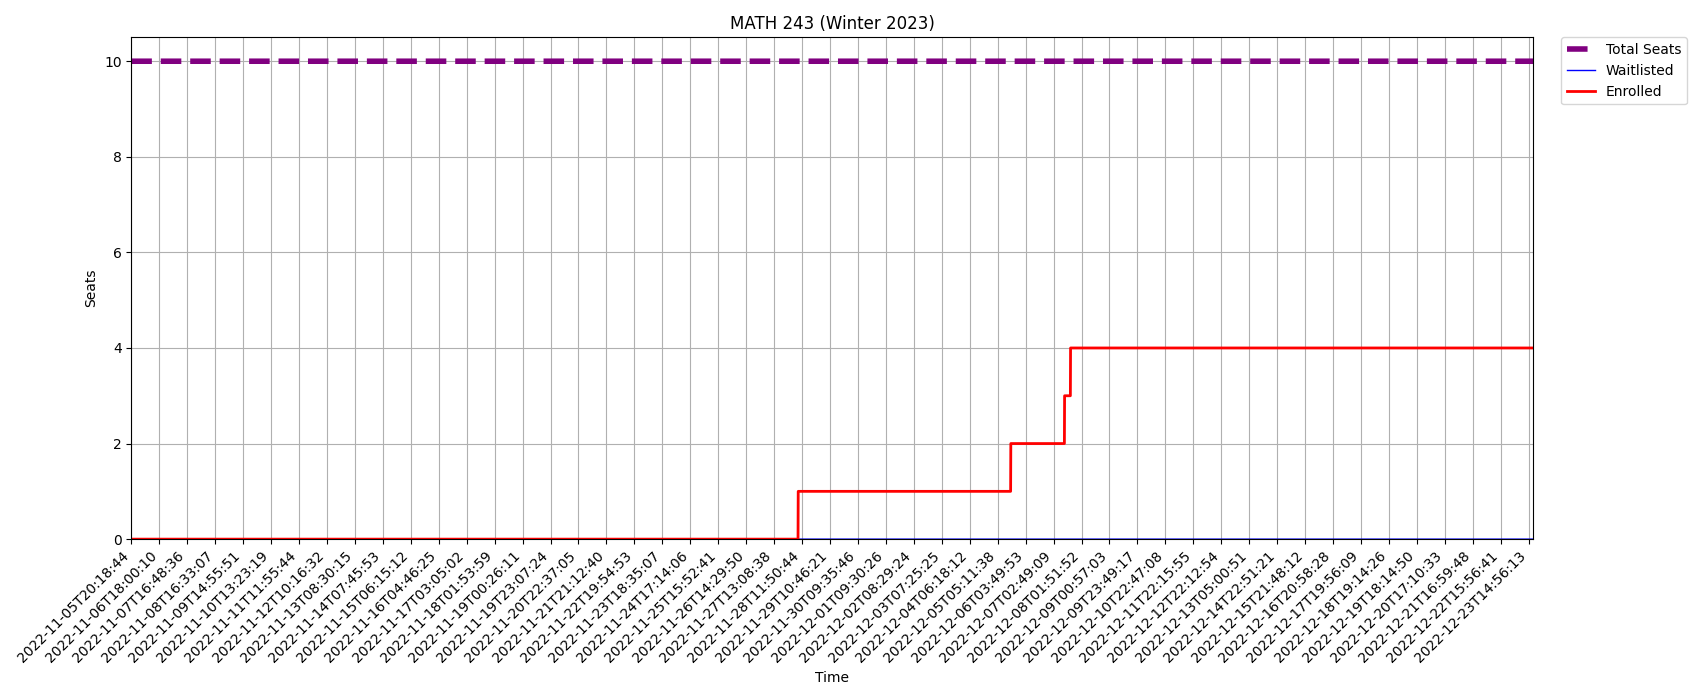 MATH 243 (Winter 2023)
Total Seats
Waitlisted
Enrolled
Seats
10
8
6
4
2
0
2022-11-05T20:18:44
2022-11-06T18:00:10
2022-11-07T16:48:36
2022-11-08T16:33:07
2022-11-09T14:55:51
2022-11-10T13:23:19
2022-11-11T11:55:44
2022-11-12T10:16:32
2022-11-13T08:30:15
2022-11-14T07:45:53
2022-11-15T06:15:12
2022-11-16T04:46:25
2022-11-17T03:05:02
2022-11-18T01:53:59
2022-11-19T00:26:11
2022-11-19T23:07:24
2022-11-20T22:37:05
2022-11-21T21:12:40
2022-11-22T19:54:53
2022-11-23T18:35:07
2022-11-24T17:14:06
2022-11-25T15:52:41
2022-11-26T14:29:50
2022-11-27T13:08:38
2022-11-28T11:50:44
2022-11-29T10:46:21
2022-11-30T09:35:46
2022-12-01T09:30:26
2022-12-02T08:29:24
2022-12-03T07:25:25
2022-12-04T06:18:12
2022-12-05T05:11:38
2022-12-06T03:49:53
2022-12-07T02:49:09
2022-12-08T01:51:52
2022-12-09T00:57:03
2022-12-09T23:49:17
2022-12-10T22:47:08
2022-12-11T22:15:55
2022-12-12T22:12:54
2022-12-13T05:00:51
2022-12-14T22:51:21
2022-12-15T21:48:12
2022-12-16T20:58:28
2022-12-17T19:56:09
2022-12-18T19:14:26
2022-12-19T18:14:50
2022-12-20T17:10:33
2022-12-21T16:59:48
2022-12-22T15:56:41
2022-12-23T14:56:13
Time